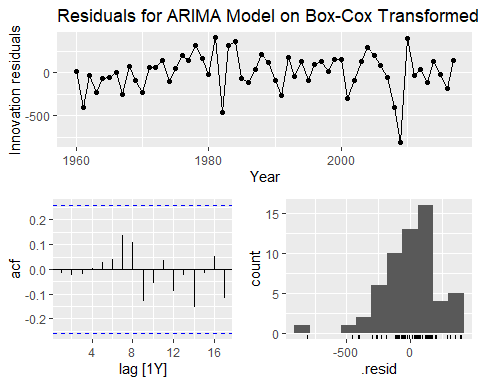 Residuals for ARIMA Model on Box-Cox Transformed
Innovation residuals
0
-500
1960
1980
2000
Year
acf
0.2
0.1
0.0
-0.1
-0.2
4
8
12
16
lag [1Y]
count
15
10
5
0
-500
0
.resid